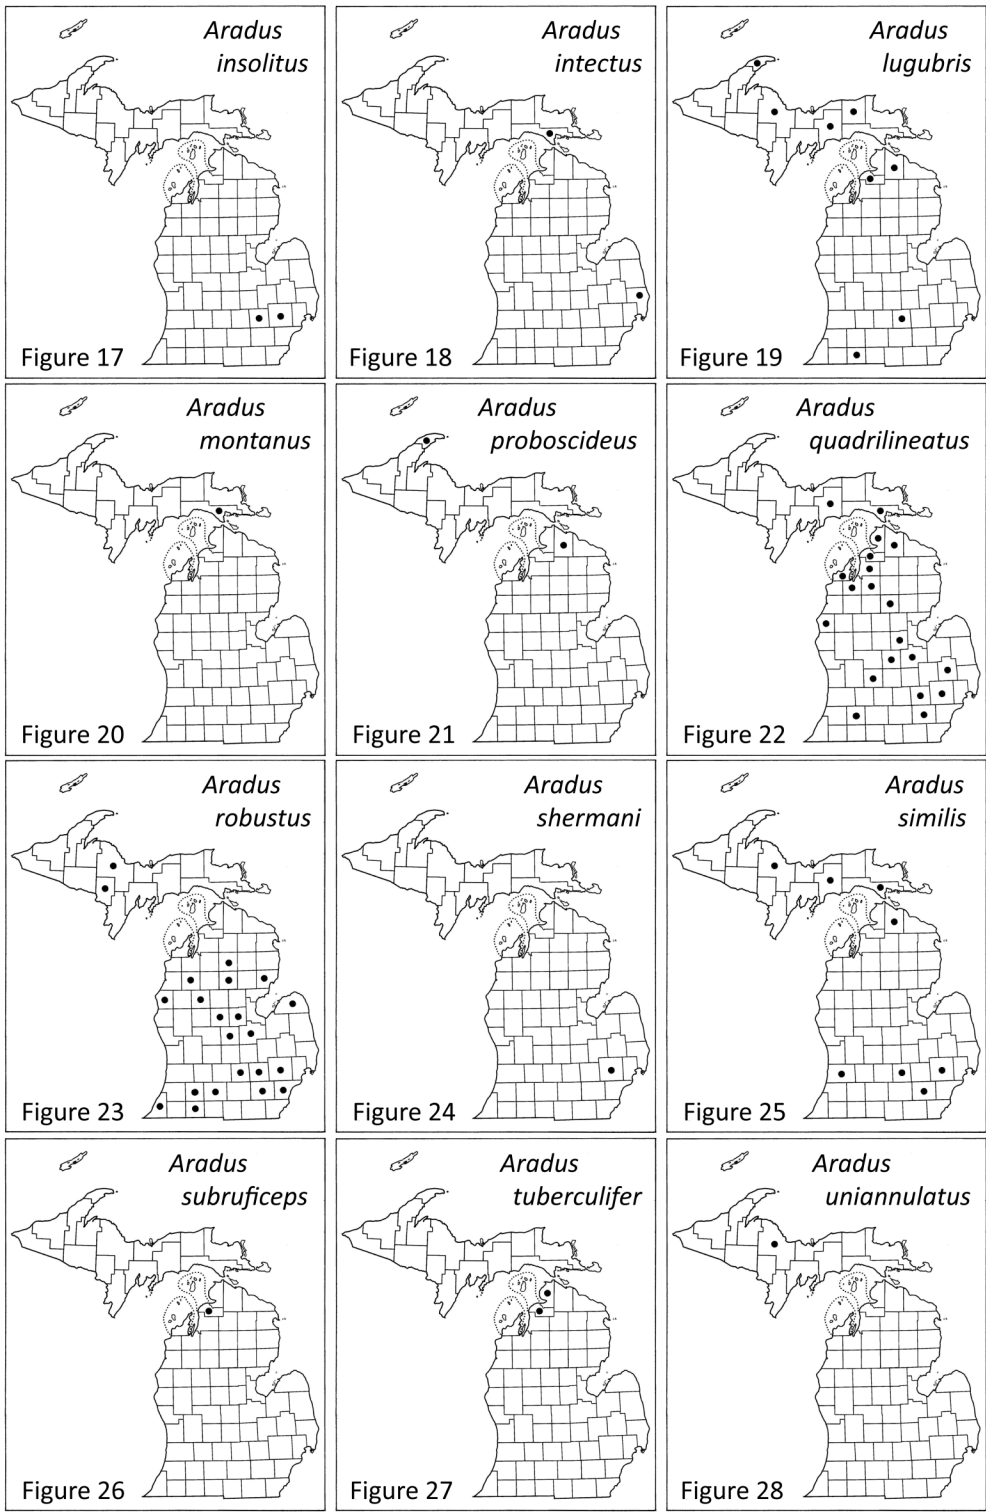 Aradus
insolitus
Figure 17
Aradus
intectus
Figure 18
Aradus
lugubris
Figure 19
Aradus
montanus
Figure 20
Aradus
proboscideus
Figure 21
Aradus
quadrilineatus
Figure 22
Aradus
robustus
Figure 23
Aradus
shermani
Figure 24
Aradus
similis
Figure 25
Aradus
subruficeps
Figure 26
Aradus
tuberculifer
Figure 27
Aradus
uniannulatus
Figure 28